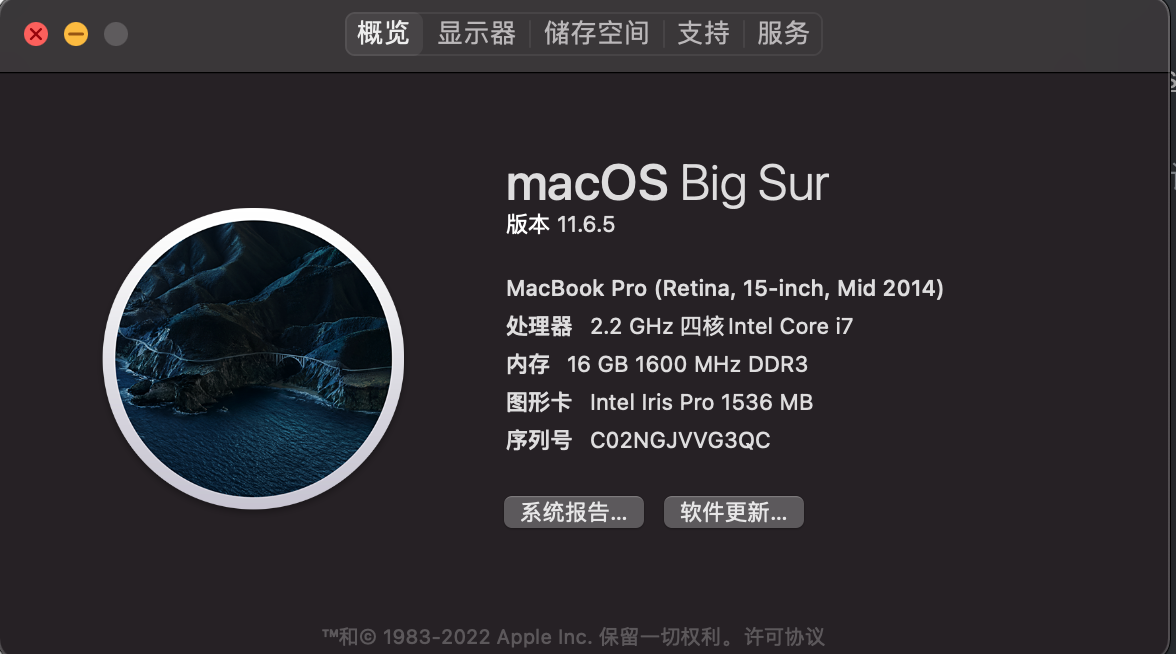 概览 显示器 储存空间 支持 服务
macOS Big Sur
版本 11.6.5
MacBook Pro (Retina, 15-inch, Mid 2014)
处理器 2.2 GHz 四核Intel Core i7
内存 16 GB 1600 MHz DDR3
图形卡 Intel Iris Pro 1536 MB
序列号 C02NGJVVG3QC
系统报告... 软件更新...
™和© 1983-2022 Apple Inc. 保留一切权利。许可协议